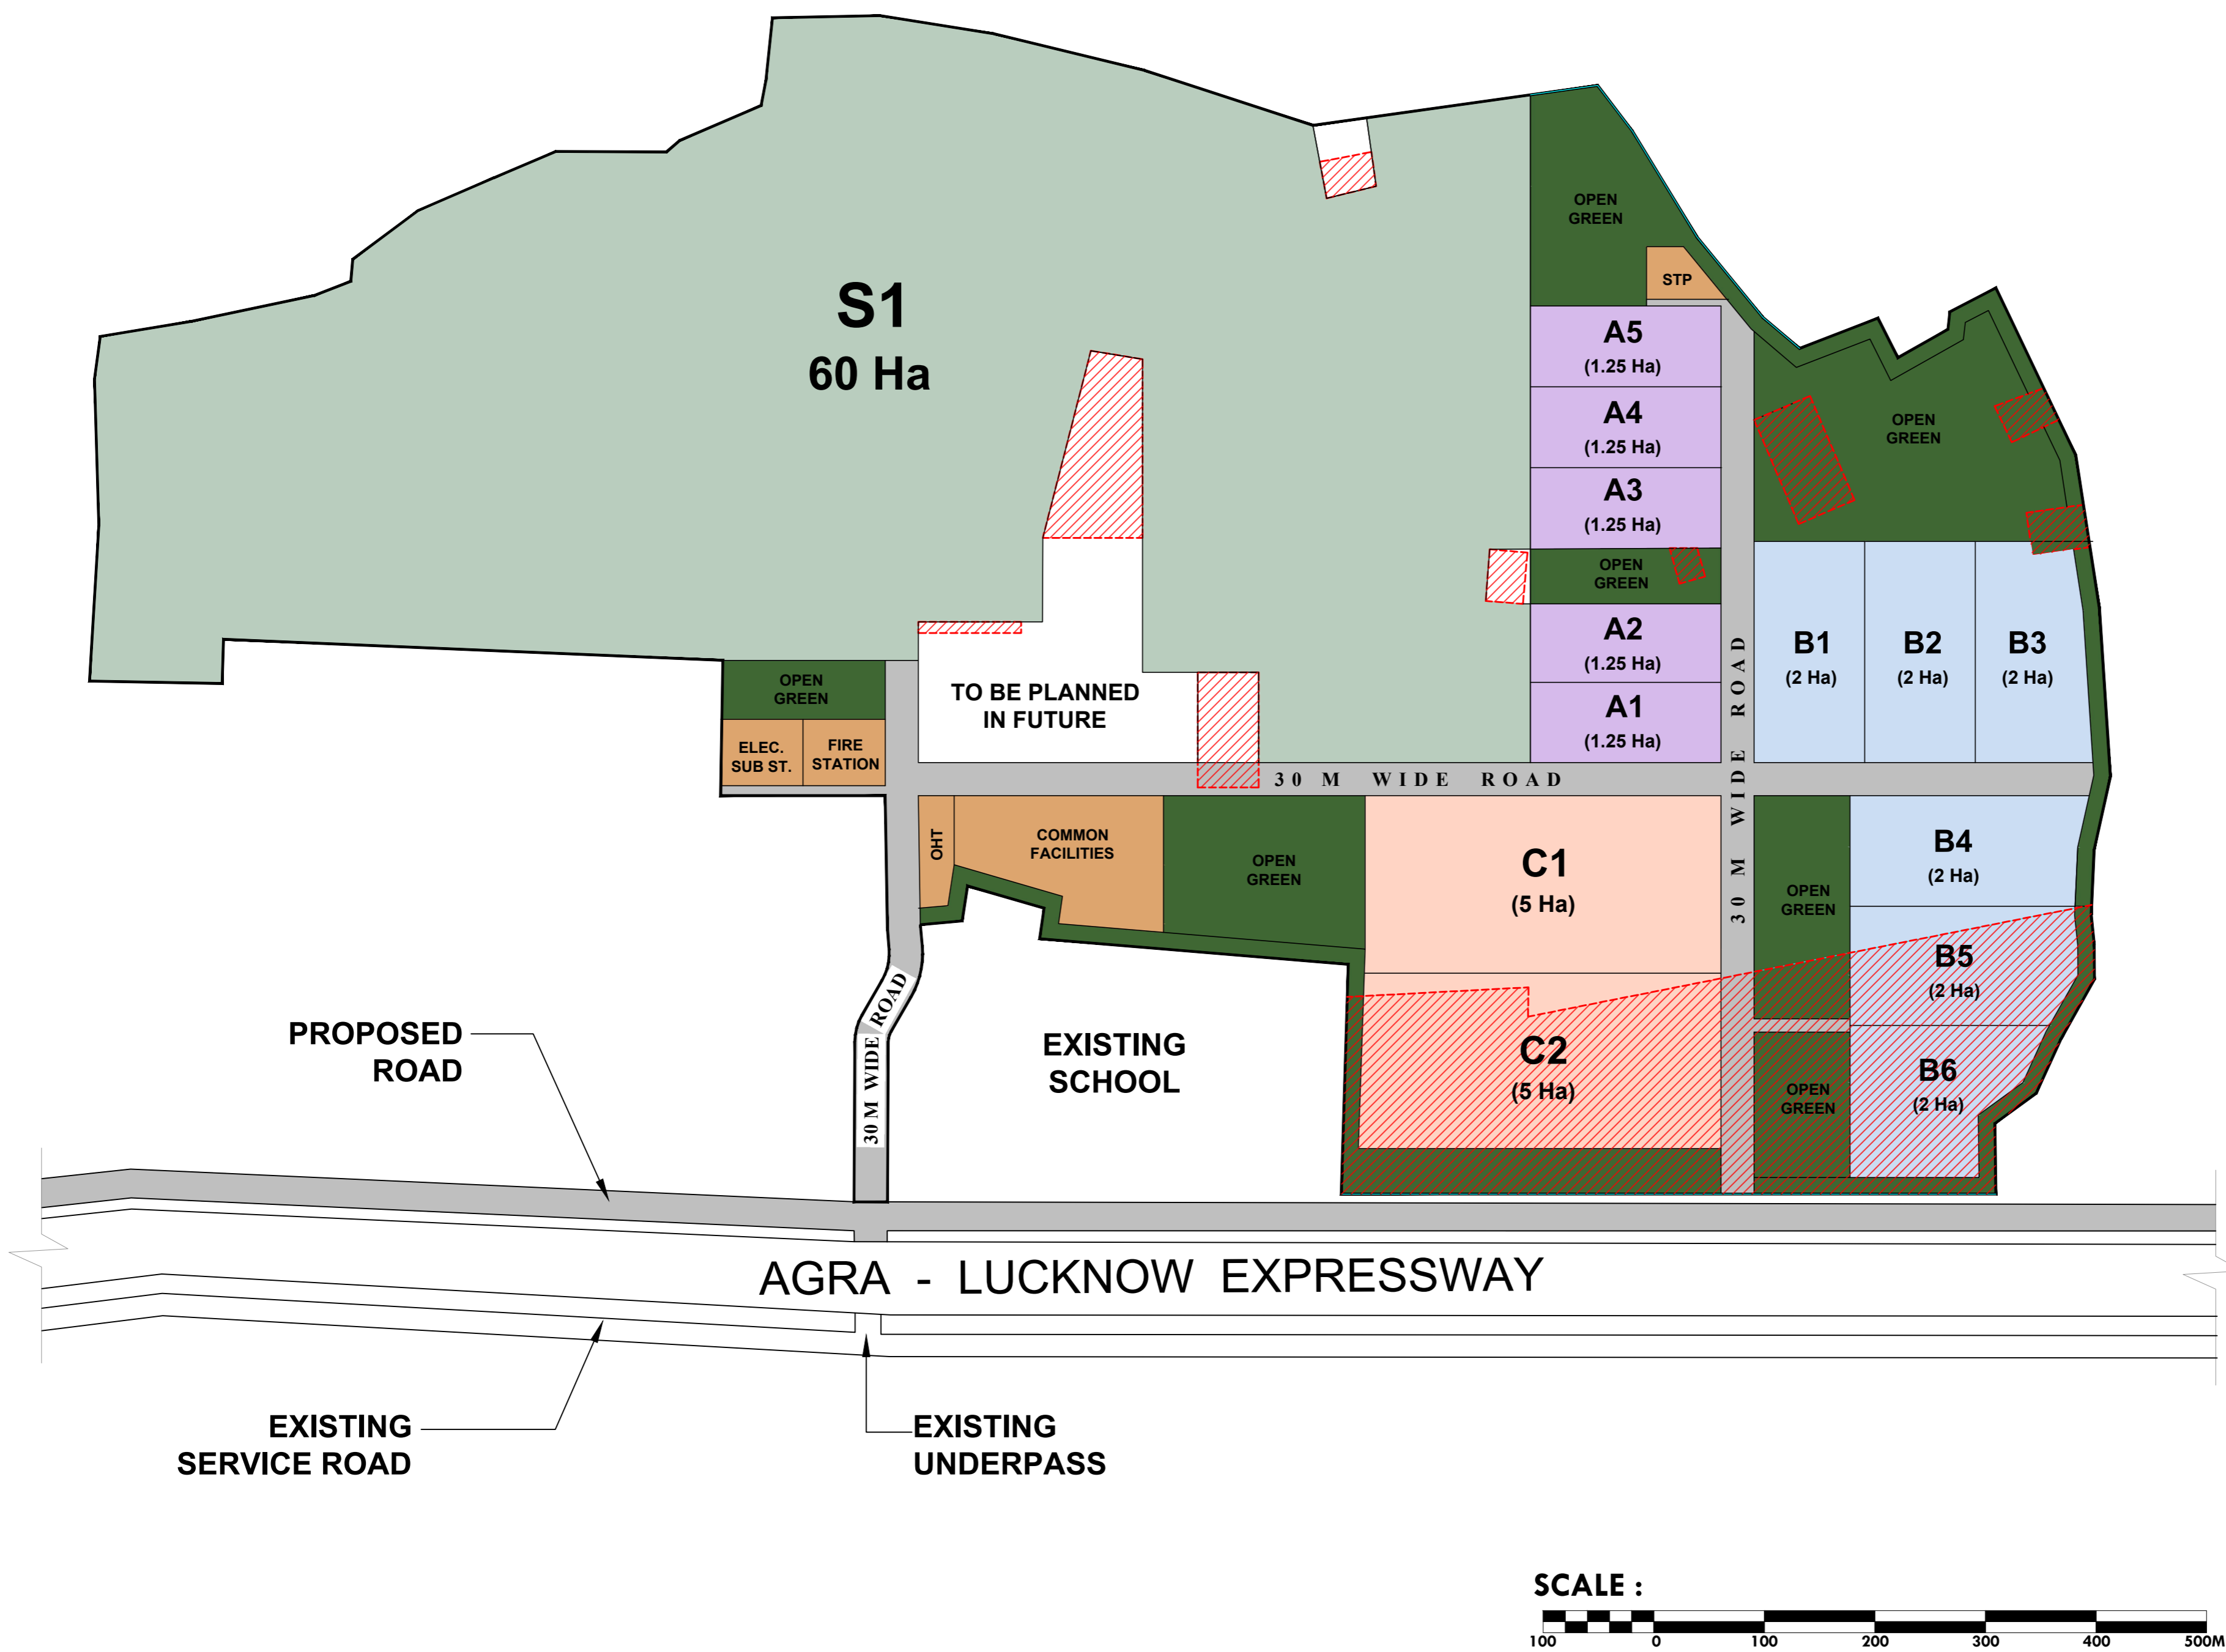 OPEN
GREEN
STP
S1
60 Ha
A5
(1.25 Ha)
A4
(1.25 Ha)
A3
(1.25 Ha)
OPEN
GREEN
OPEN
GREEN
A2
(1.25 Ha)
A1
(1.25 Ha)
B1
(2 Ha)
B2
(2 Ha)
B3
(2 Ha)
OPEN
GREEN
ELEC.
SUB ST.
FIRE
STATION
TO BE PLANNED
IN FUTURE
30 M WIDE ROAD
30 M WIDE ROAD
OHT
COMMON
FACILITIES
OPEN
GREEN
C1
(5 Ha)
OPEN
GREEN
B4
(2 Ha)
B5
(2 Ha)
C2
(5 Ha)
OPEN
GREEN
B6
(2 Ha)
30 M WIDE ROAD
PROPOSED
ROAD
EXISTING
SCHOOL
AGRA - LUCKNOW EXPRESSWAY
EXISTING
SERVICE ROAD
EXISTING
UNDERPASS
SCALE :
100 0 100 200 300 400 500M